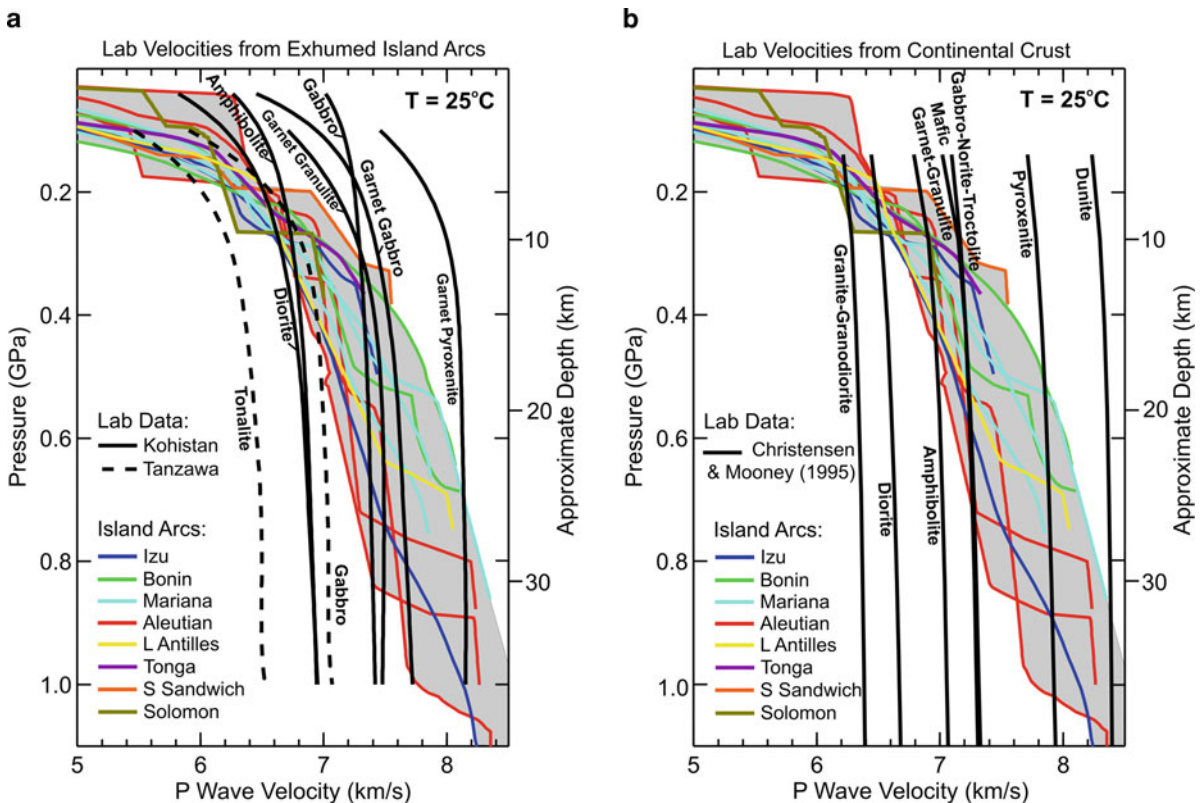 a
Lab Velocities from Exhumed Island Arcs
T = 25°C
Amphibolite
Garnet Granulite
Gabbro
Garnet Gabbro
Garnet Pyroxenite
Diorite
Tonalite
Gabbro
Pressure (GPa)
0.2
0.4
0.6
0.8
1.0
Approximate Depth (km)
10
20
30
Lab Data:
Kohistan
Tanzawa
Island Arcs:
Izu
Bonin
Mariana
Aleutian
L Antilles
Tonga
S Sandwich
Solomon
5 6 7 8
P Wave Velocity (km/s)
b
Lab Velocities from Continental Crust
T = 25°C
Gabbro-Norite-Troctolite
Mafic
Garnet-Granulite
Pyroxenite
Dunite
Granite-Granodiorite
Diorite
Amphibolite
Pressure (GPa)
0.2
0.4
0.6
0.8
1.0
Approximate Depth (km)
10
20
30
Lab Data:
Christensen
& Mooney (1995)
Island Arcs:
Izu
Bonin
Mariana
Aleutian
L Antilles
Tonga
S Sandwich
Solomon
5 6 7 8
P Wave Velocity (km/s)